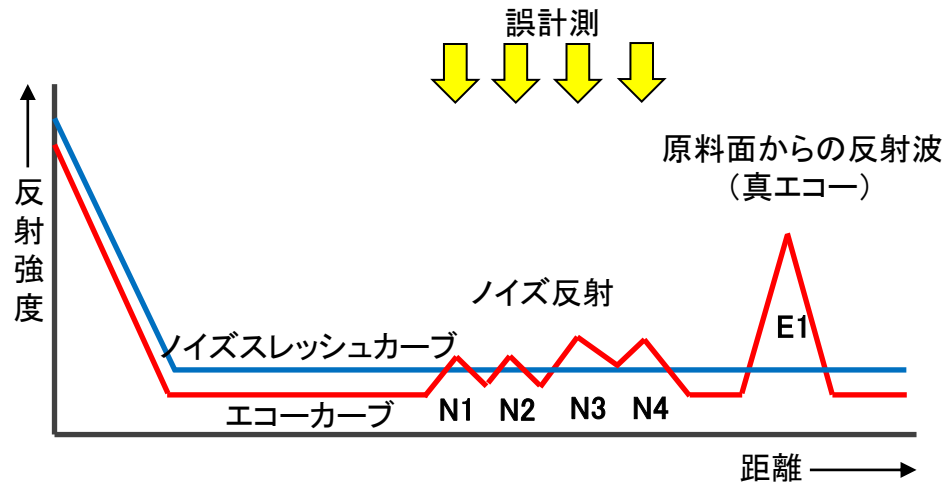 誤計測
原料面からの反射波
（真エコー）
反射強度
ノイズ反射
E1
ノイズスレッシュカーブ
エコーカーブ
N1
N2
N3
N4
距離